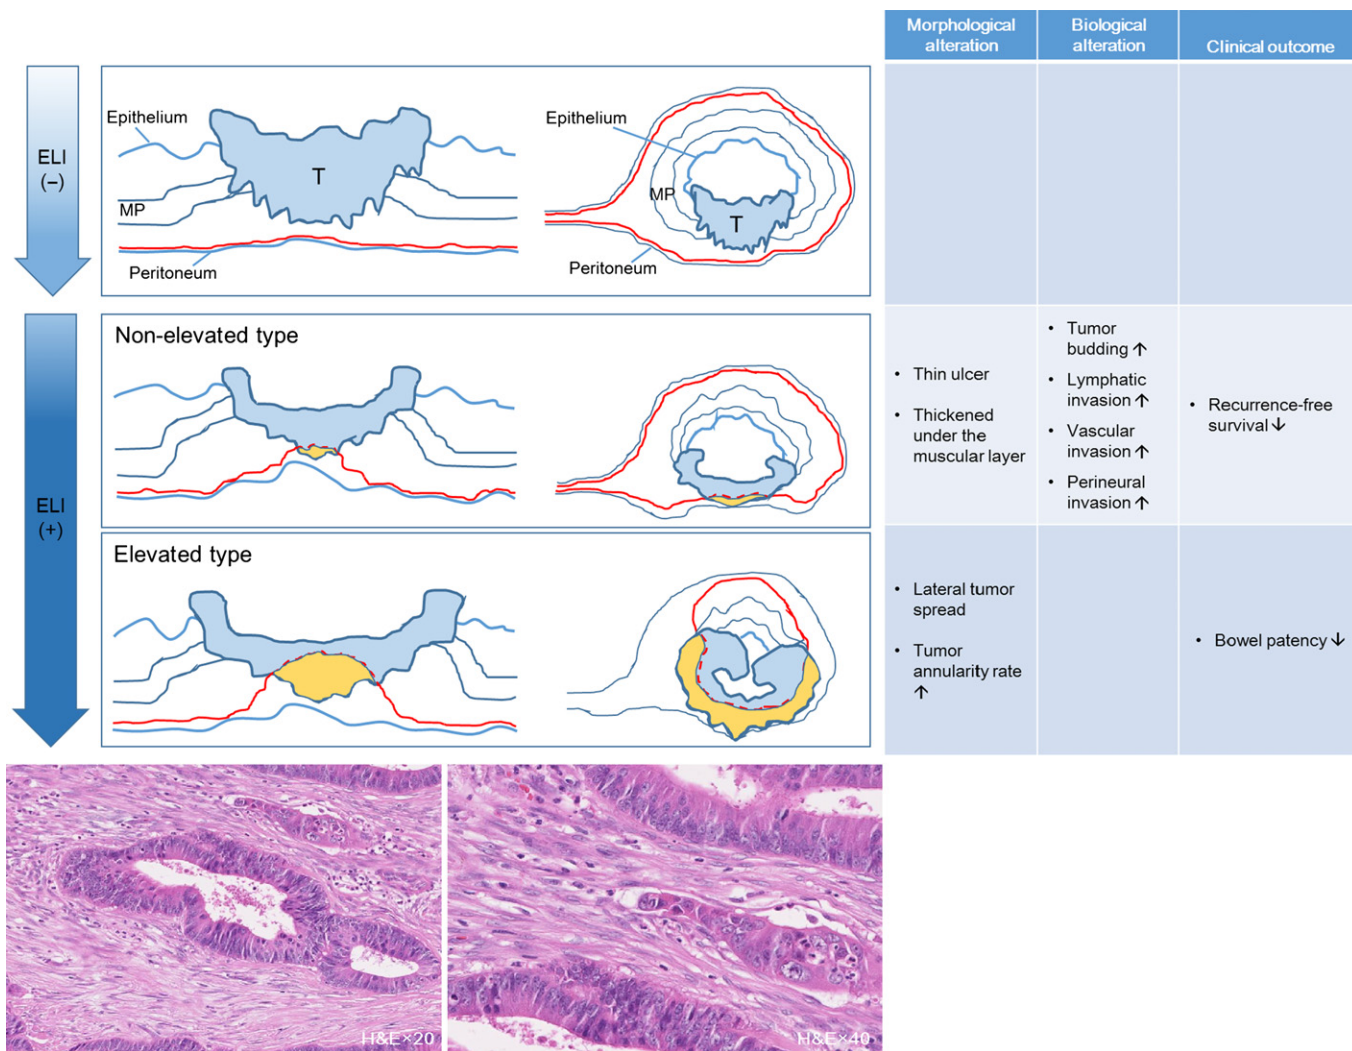 Morphological
alteration
Biological
alteration
Clinical outcome
ELI
(–)
Epithelium
T
MP
Peritoneum
Epithelium
MP
T
Peritoneum
ELI
(+)
Non-elevated type
• Thin ulcer
• Thickened
under the
muscular layer
• Tumor
budding ↑
• Lymphatic
invasion ↑
• Vascular
invasion ↑
• Perineural
invasion ↑
• Recurrence-free
survival ↓
Elevated type
• Lateral tumor
spread
• Tumor
annularity rate
↑
• Bowel patency ↓
H&E×20
H&E×40